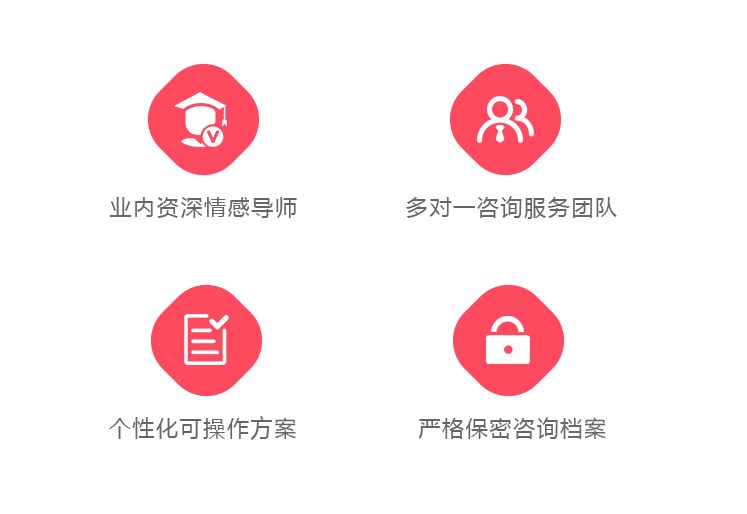 业内资深情感导师
多对一咨询服务团队
个性化可操作方案
严格保密咨询档案